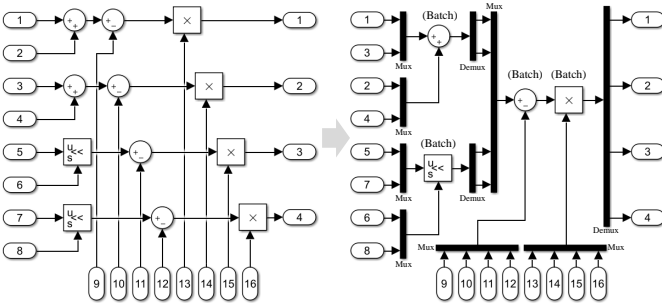 1 + + + − × 1
2
3 + + + − × 2
4
5 u << s + − × 3
6
7 u << s + − × 4
8
9 10 11 12 13 14 15 16
1 (Batch) Mux 1
+ +
3 Mux Demux
2 (Batch) (Batch) 2
+ − ×
4 Mux
5 (Batch) 3
u << s
7 Mux Demux
6 4
8 Mux Mux Mux Demux
9 10 11 12 13 14 15 16